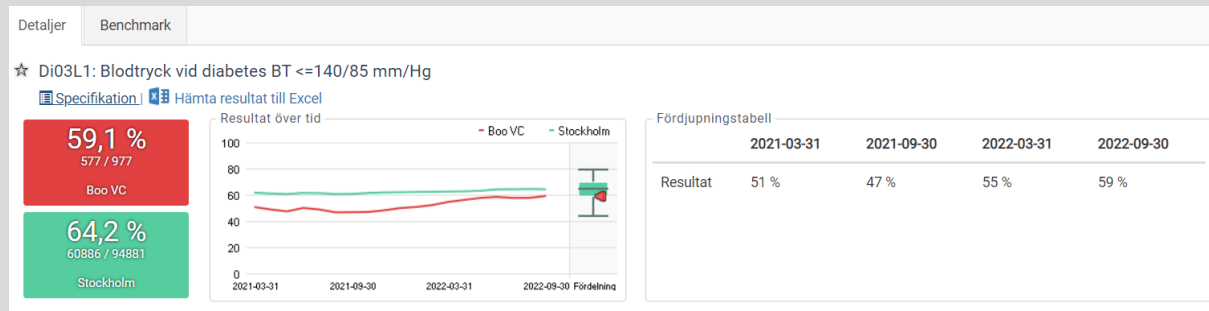 Detaljer Benchmark
Di03L1: Blodtryck vid diabetes BT <=140/85 mm/Hg
Specifikation | Hämta resultat till Excel
59,1 %
577 / 977
Boo VC
64,2 %
60886 / 94881
Stockholm
Resultat över tid
Boo VC Stockholm
100
80
60
40
20
0
2021-03-31 2021-09-30 2022-03-31 2022-09-30 Fördelning
Fördjupningstabell
2021-03-31 2021-09-30 2022-03-31 2022-09-30
Resultat 51 % 47 % 55 % 59 %